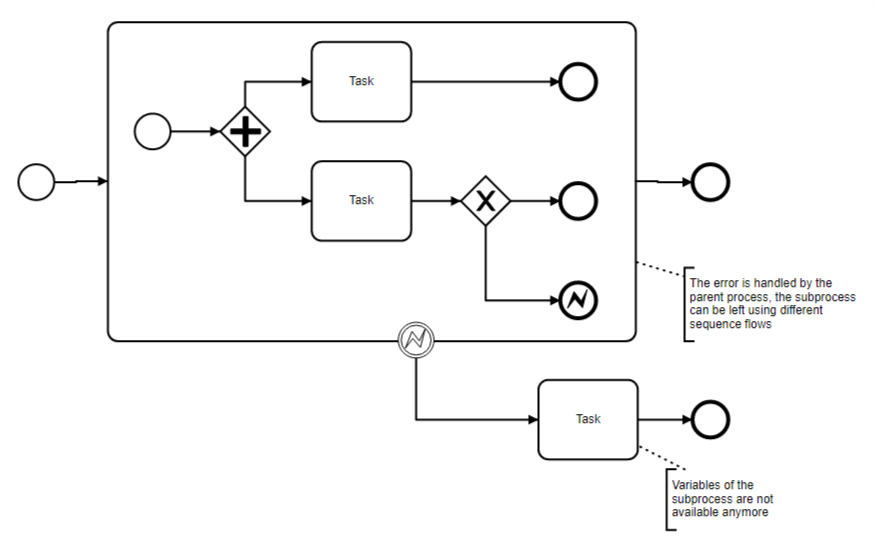 Task
Task
The error is handled by the
parent process, the subprocess
can be left using different
sequence flows
Task
Variables of the
subprocess are not
available anymore